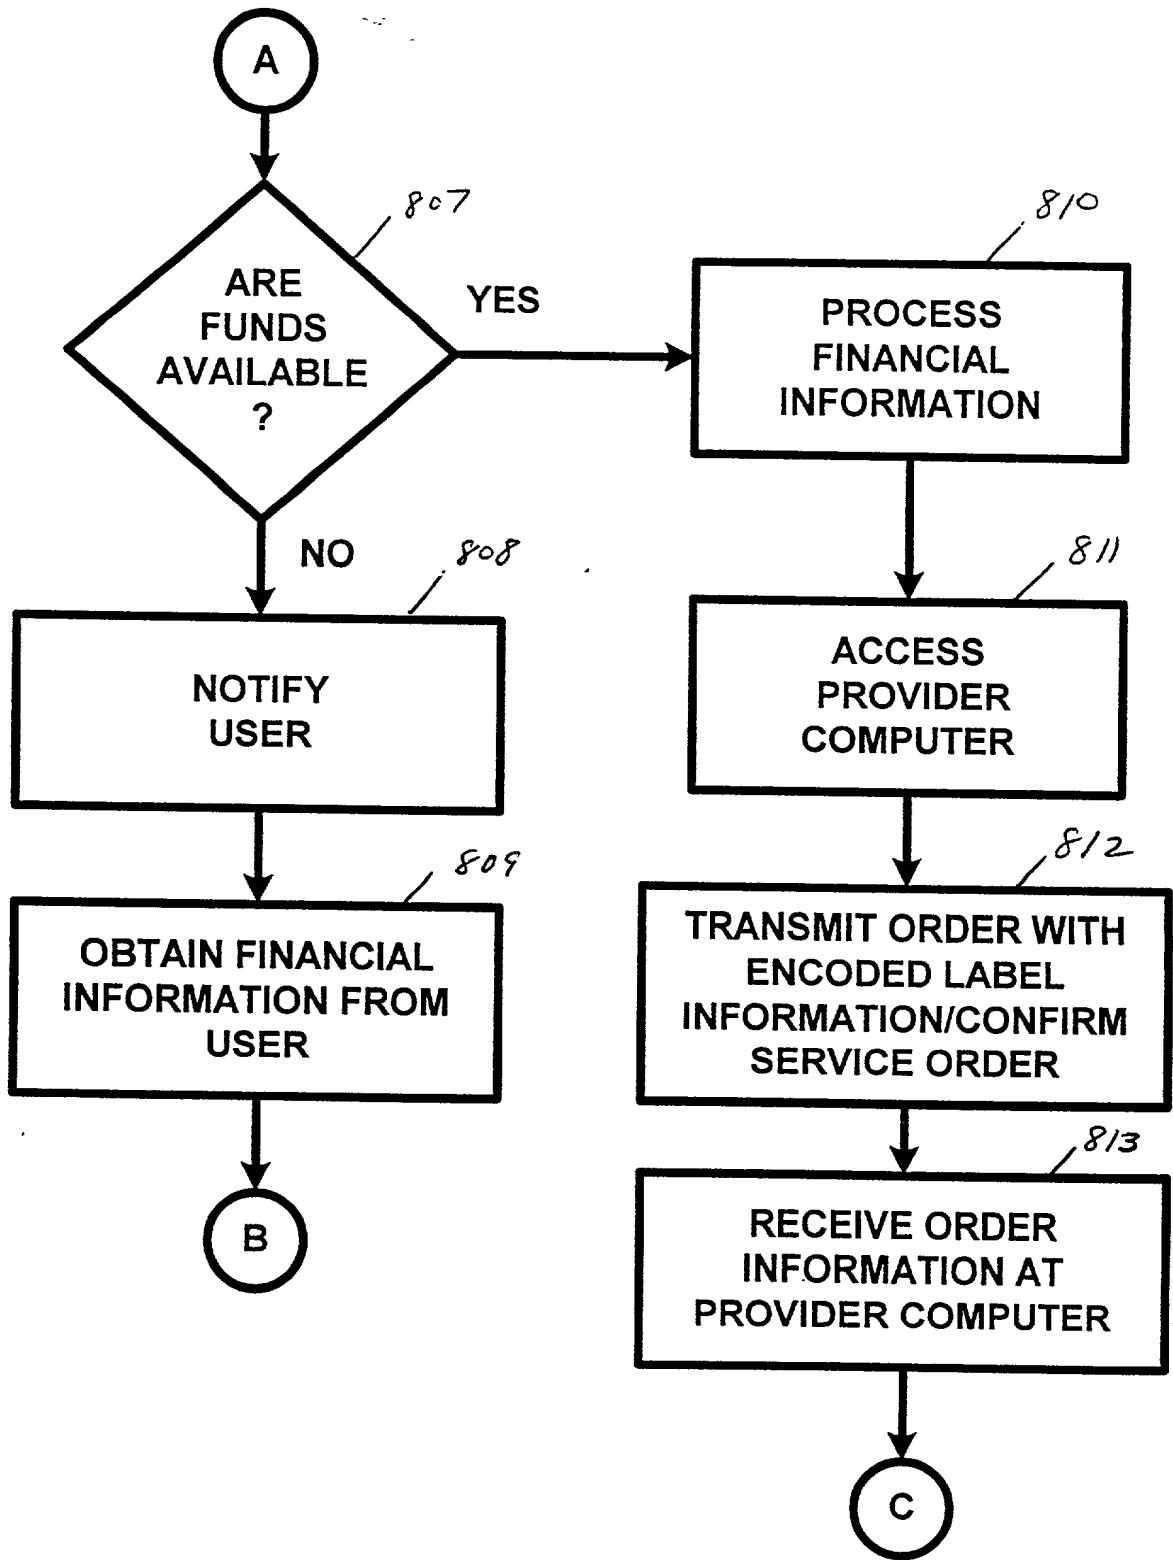 A
807
ARE
FUNDS
AVAILABLE
?
YES
810
PROCESS
FINANCIAL
INFORMATION
NO
808
NOTIFY
USER
811
ACCESS
PROVIDER
COMPUTER
809
OBTAIN FINANCIAL
INFORMATION FROM
USER
812
TRANSMIT ORDER WITH
ENCODED LABEL
INFORMATION/CONFIRM
SERVICE ORDER
B
813
RECEIVE ORDER
INFORMATION AT
PROVIDER COMPUTER
C